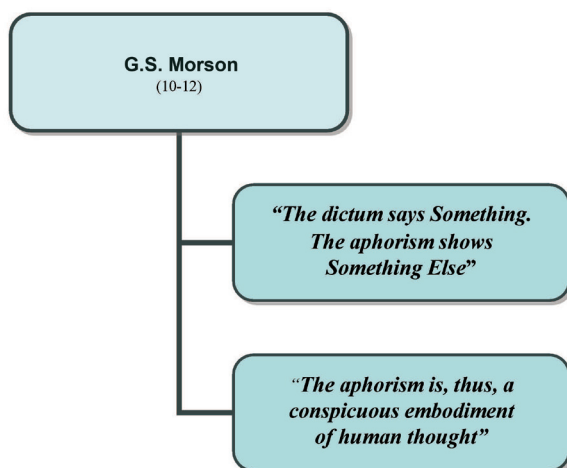 G.S. Morson
(10-12)
“The dictum says Something.
The aphorism shows
Something Else”
“The aphorism is, thus, a
conspicuous embodiment
of human thought”